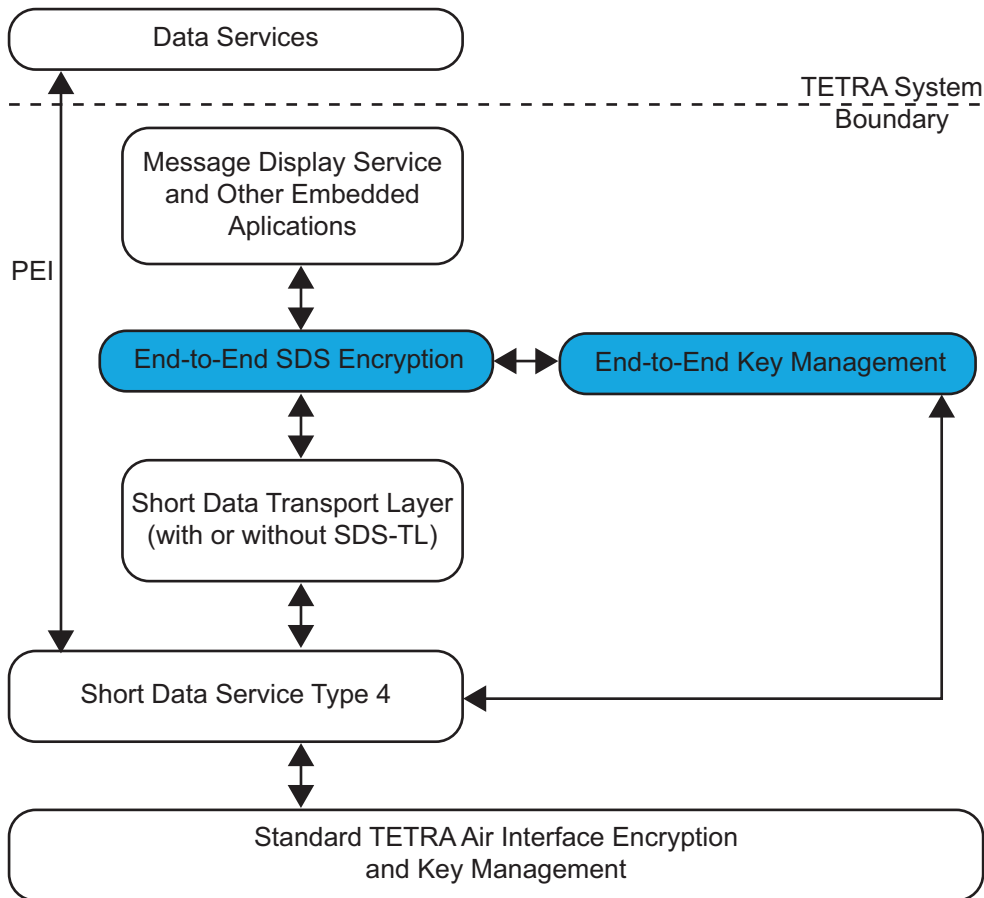 Data Services
TETRA System
Boundary
Message Display Service
and Other Embedded
Aplications
PEI
End-to-End SDS Encryption
End-to-End Key Management
Short Data Transport Layer
(with or without SDS-TL)
Short Data Service Type 4
Standard TETRA Air Interface Encryption
and Key Management